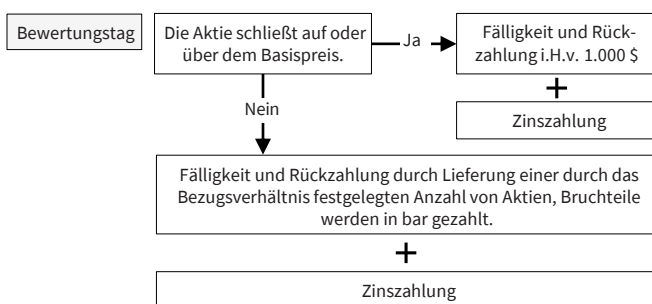 Bewertungstag
Die Aktie schließt auf oder
über dem Basispreis.
Ja
Fälligkeit und Rück-
zahlung i.H.v. 1.000 $
+
Zinszahlung
Nein
Fälligkeit und Rückzahlung durch Lieferung einer durch das
Bezugsverhältnis festgelegten Anzahl von Aktien, Bruchteile
werden in bar gezahlt.
+
Zinszahlung